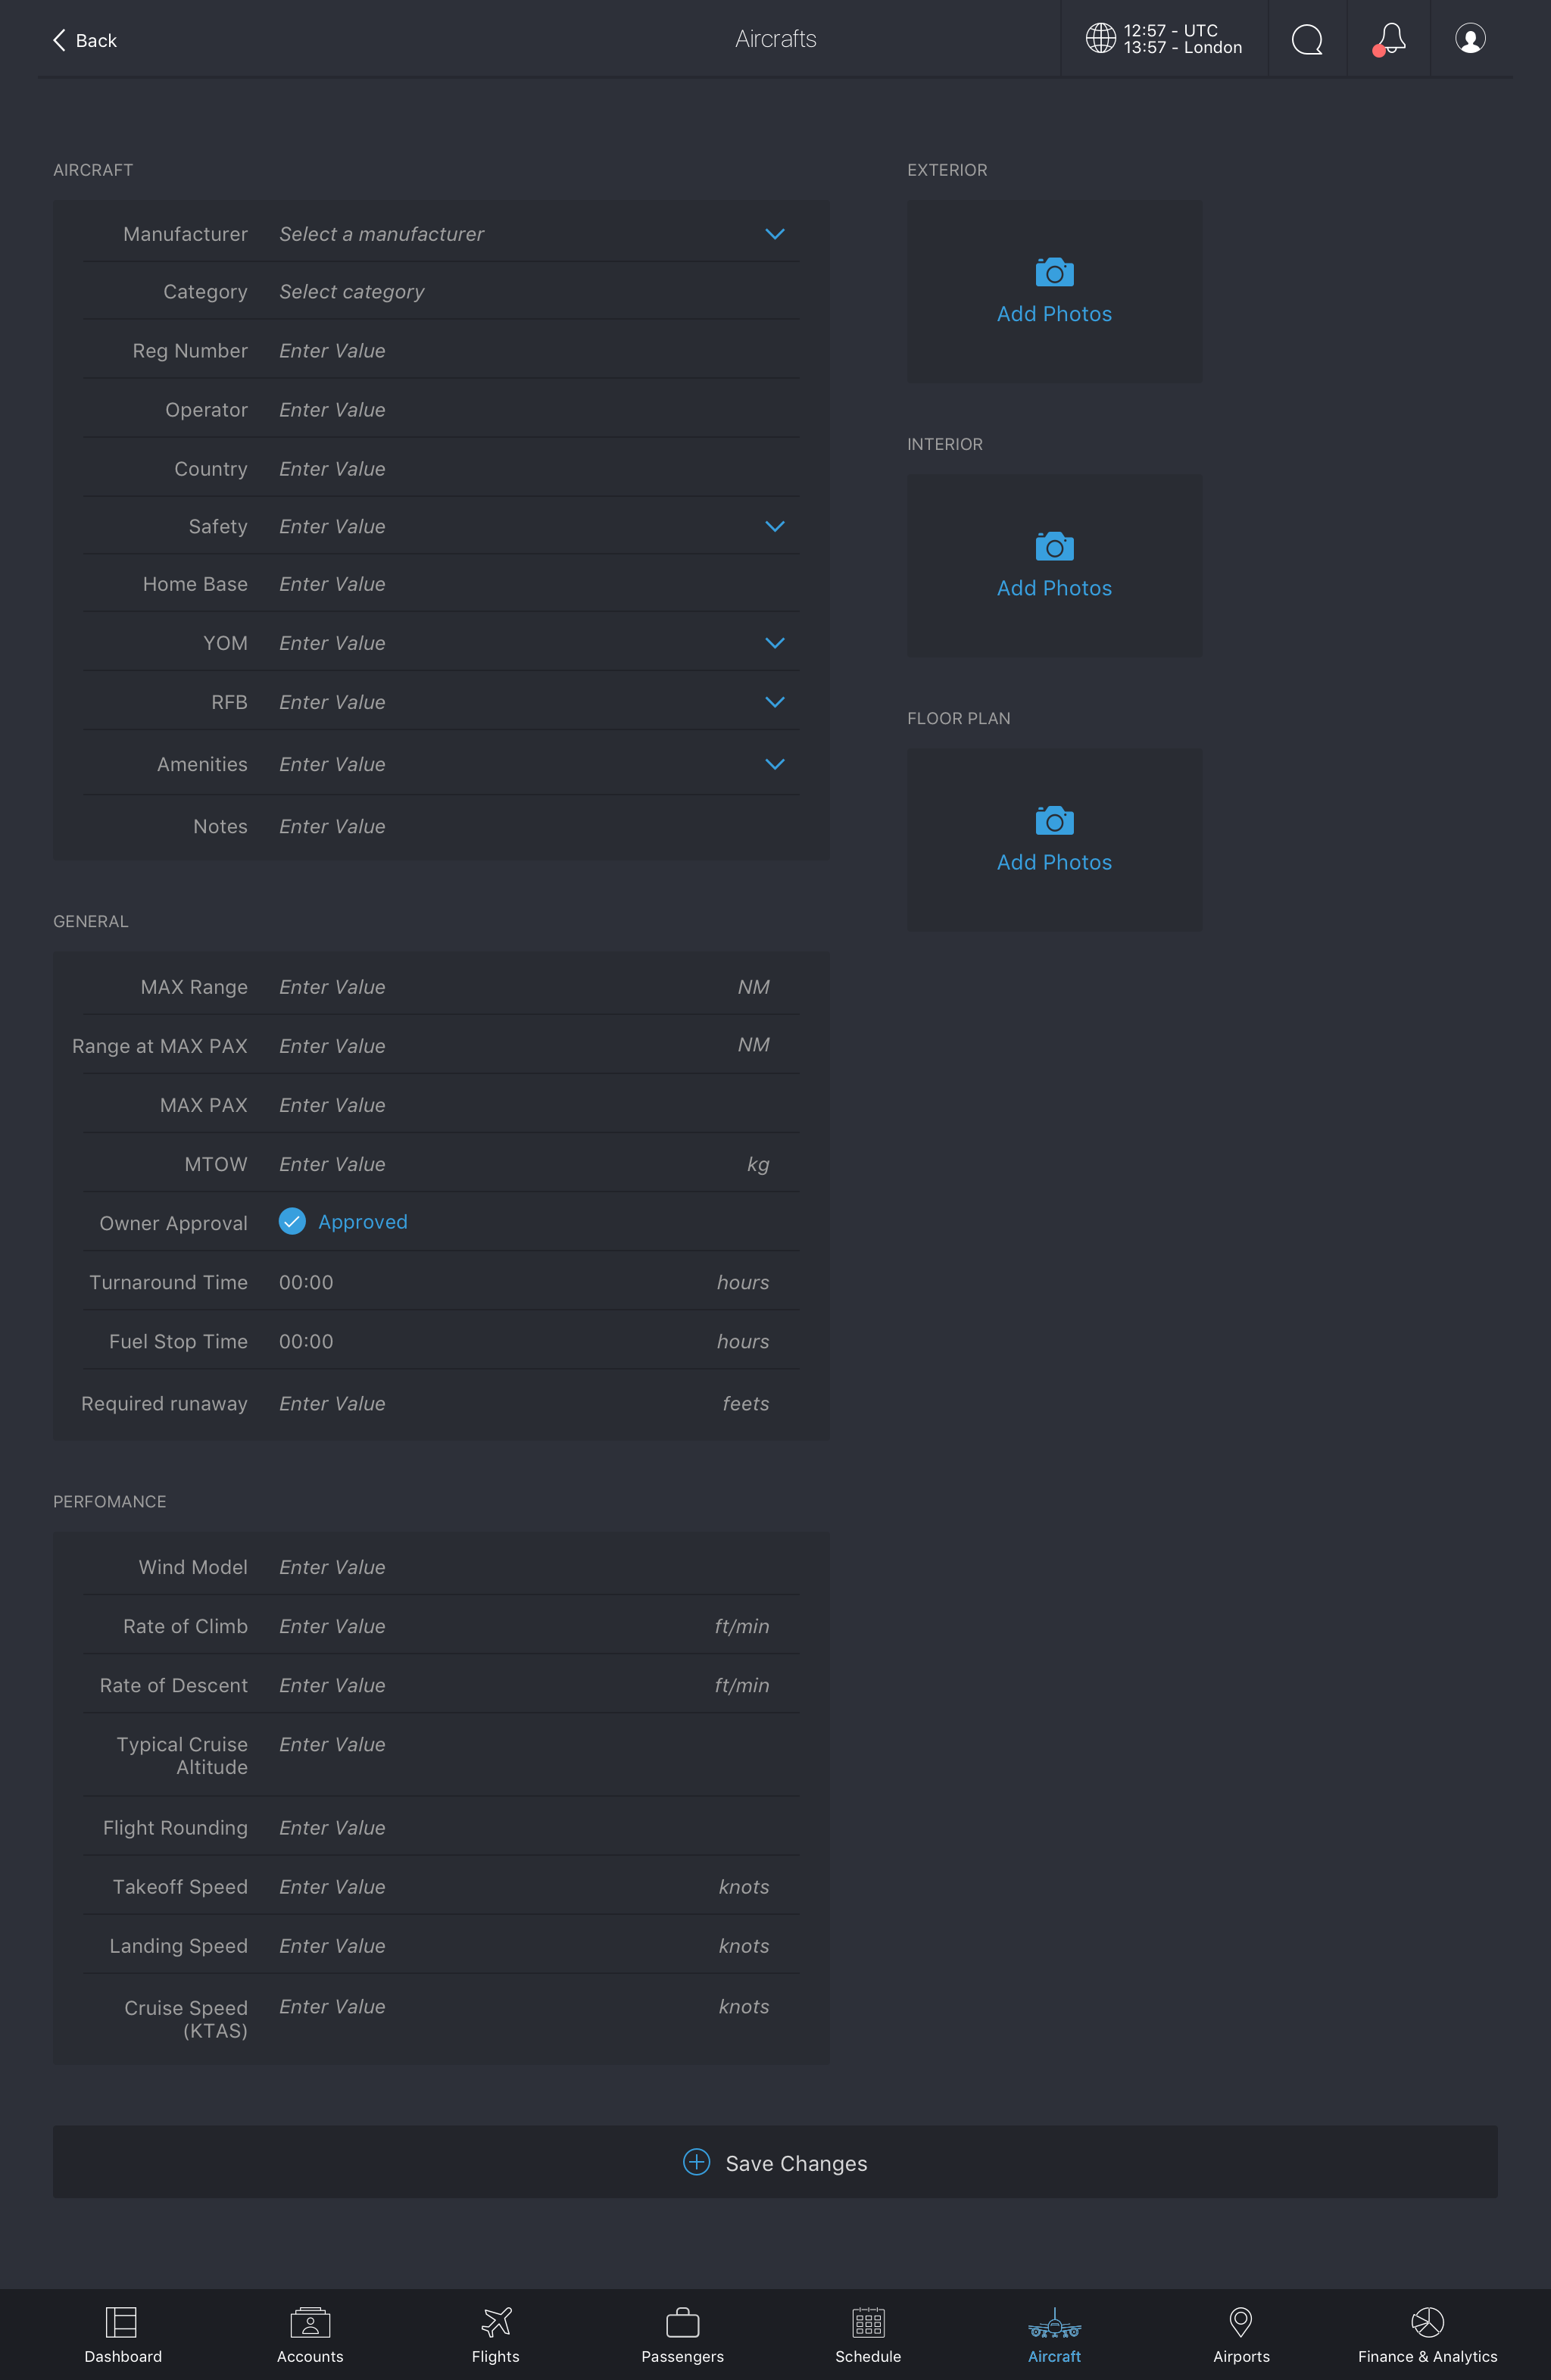 Back
Aircrafts
12:57 - UTC
13:57 - London
AIRCRAFT
Manufacturer Select a manufacturer
Category Select category
Reg Number Enter Value
Operator Enter Value
Country Enter Value
Safety Enter Value
Home Base Enter Value
YOM Enter Value
RFB Enter Value
Amenities Enter Value
Notes Enter Value
EXTERIOR
Add Photos
INTERIOR
Add Photos
FLOOR PLAN
Add Photos
GENERAL
MAX Range Enter Value NM
Range at MAX PAX Enter Value NM
MAX PAX Enter Value
MTOW Enter Value kg
Owner Approval Approved
Turnaround Time 00:00 hours
Fuel Stop Time 00:00 hours
Required runaway Enter Value feets
PERFOMANCE
Wind Model Enter Value
Rate of Climb Enter Value ft/min
Rate of Descent Enter Value ft/min
Typical Cruise Enter Value
Altitude
Flight Rounding Enter Value
Takeoff Speed Enter Value knots
Landing Speed Enter Value knots
Cruise Speed Enter Value knots
(KTAS)
Save Changes
Dashboard Accounts Flights Passengers Schedule Aircraft Airports Finance & Analytics